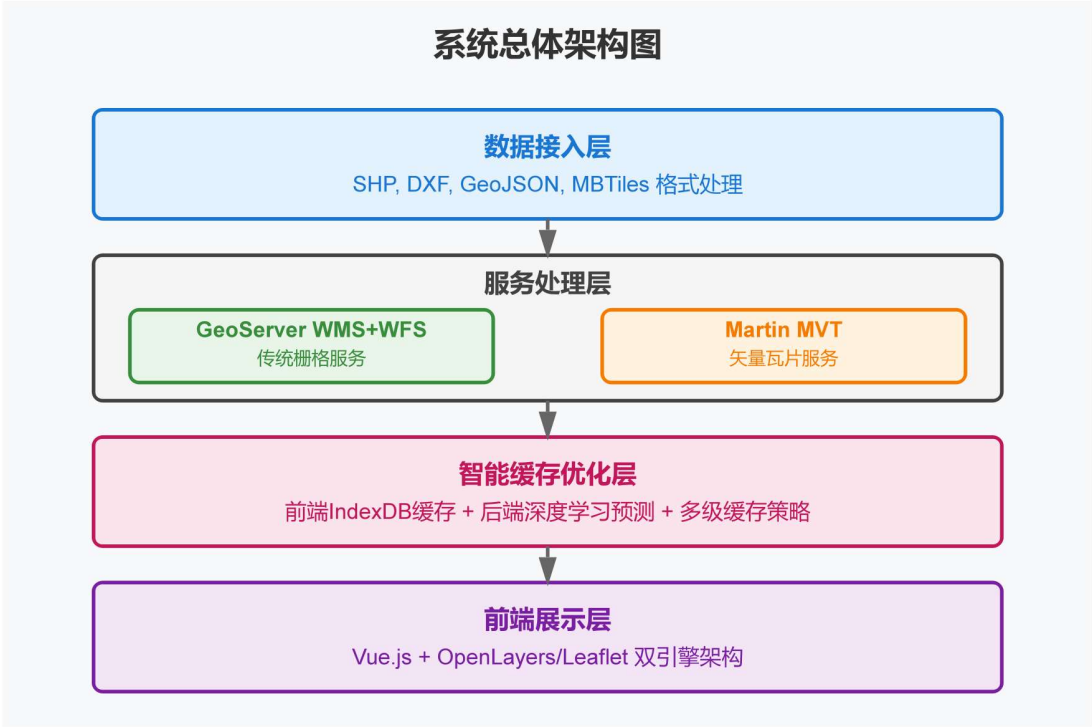 系统总体架构图
数据接入层
SHP, DXF, GeoJSON, MBTiles 格式处理
服务处理层
GeoServer WMS+WFS
传统栅格服务
Martin MVT
矢量瓦片服务
智能缓存优化层
前端IndexDB缓存 + 后端深度学习预测 + 多级缓存策略
前端展示层
Vue.js + OpenLayers/Leaflet 双引擎架构